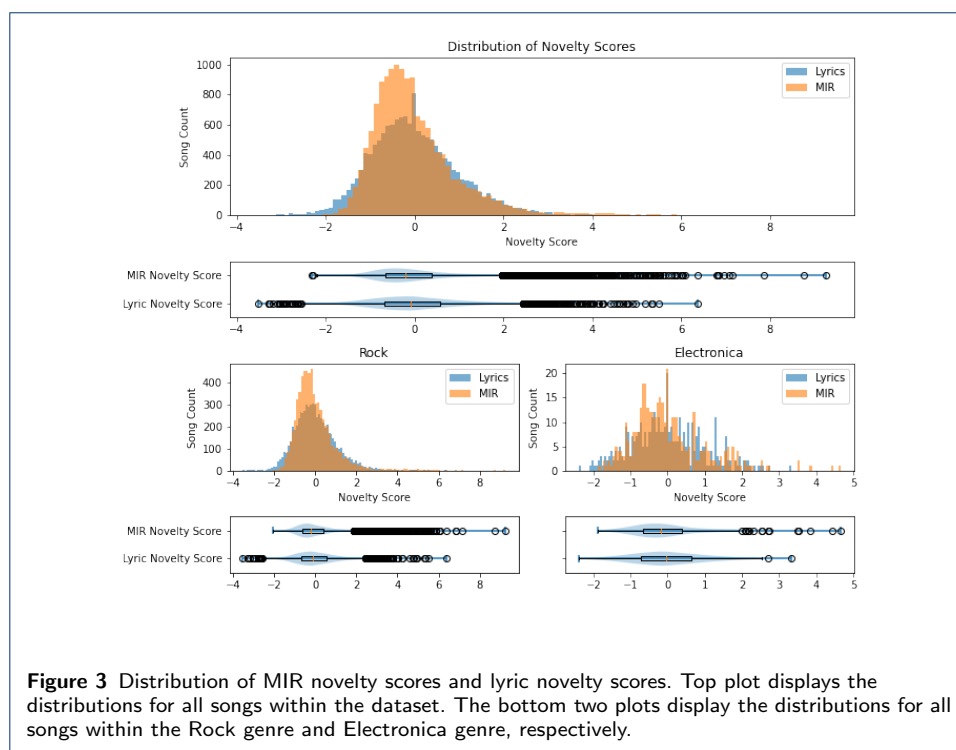 Distribution of Novelty Scores
1000
800
600
400
200
0
Song Count
Lyrics
MIR
−4 −2 0 2 4 6 8
Novelty Score
MIR Novelty Score
Lyric Novelty Score
−4 −2 0 2 4 6 8
Rock
400
300
200
100
0
Song Count
Lyrics
MIR
−4 −2 0 2 4 6 8
Novelty Score
Electronica
20
15
10
5
0
Song Count
Lyrics
MIR
−2 −1 0 1 2 3 4 5
Novelty Score
MIR Novelty Score
Lyric Novelty Score
−4 −2 0 2 4 6 8
−2 −1 0 1 2 3 4 5
Figure 3 Distribution of MIR novelty scores and lyric novelty scores. Top plot displays the
distributions for all songs within the dataset. The bottom two plots display the distributions for all
songs within the Rock genre and Electronica genre, respectively.